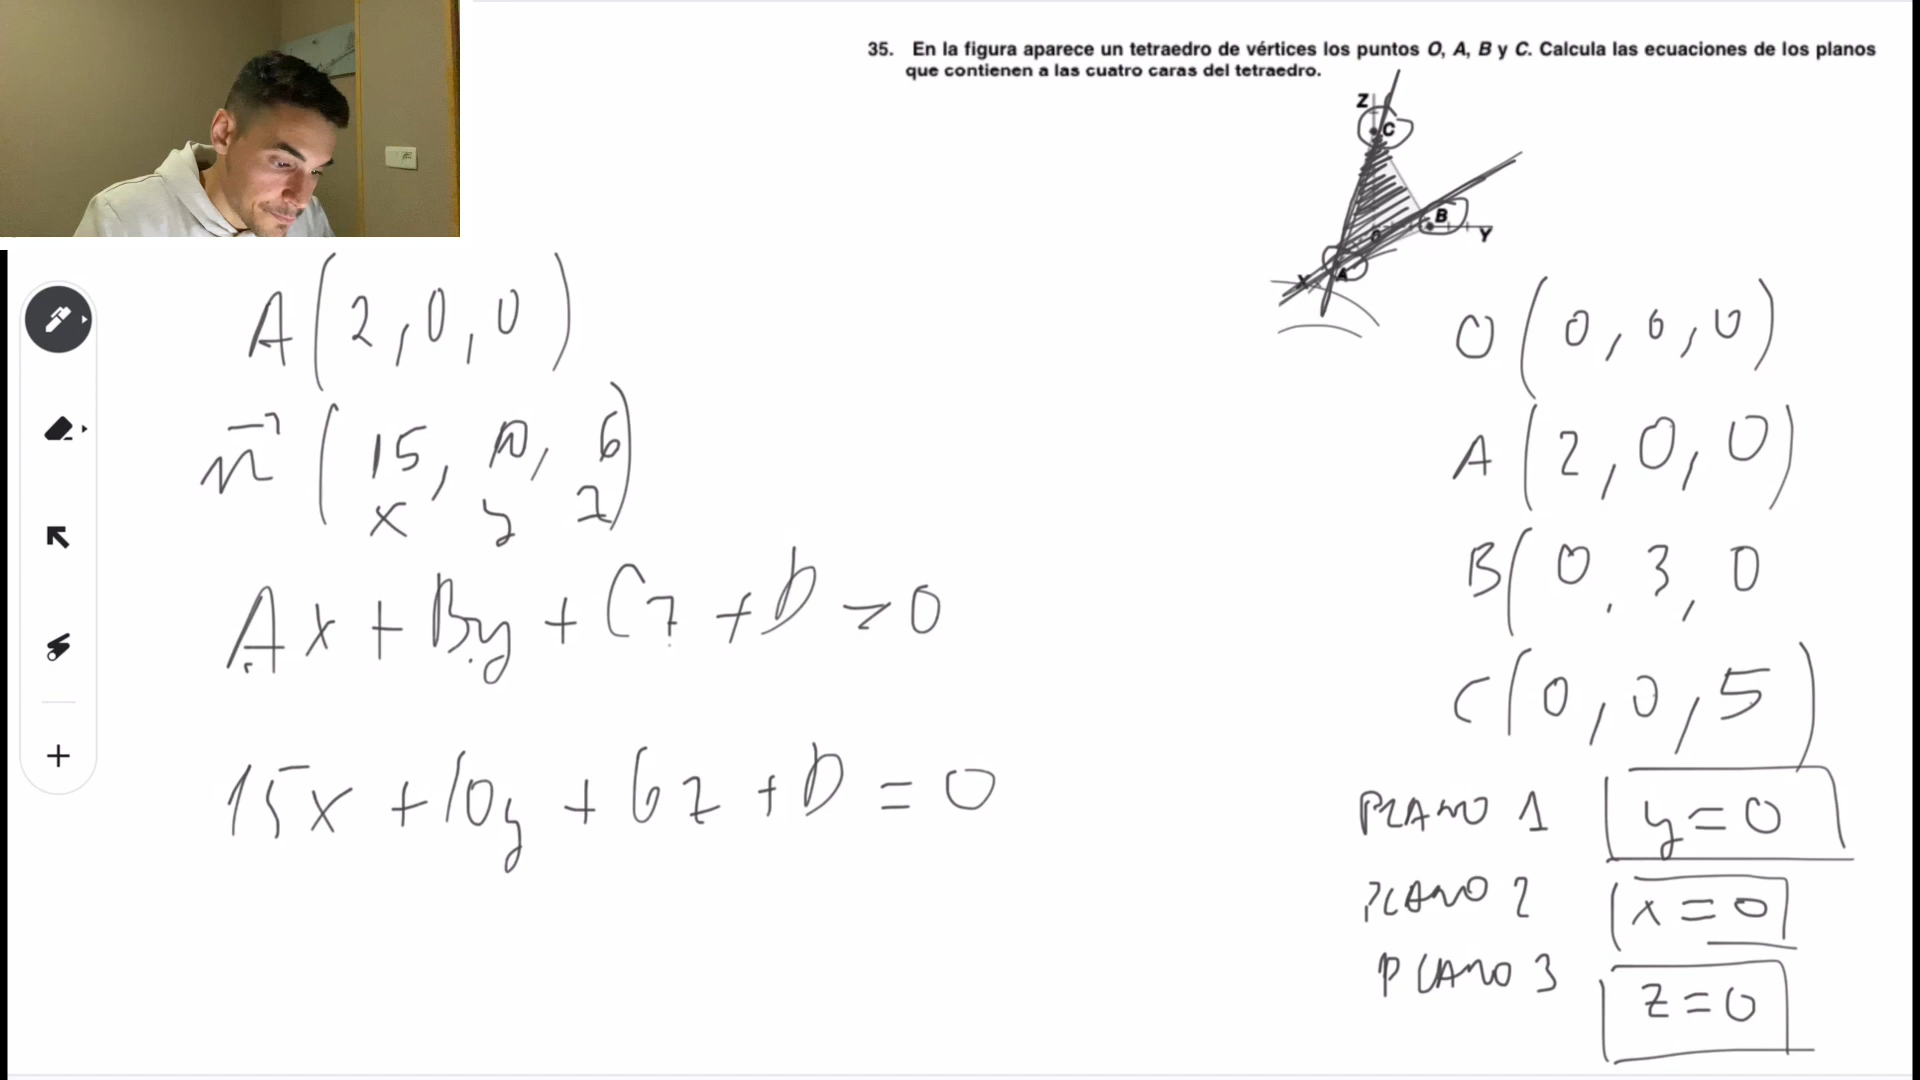 35. En la figura aparece un tetraedro de vértices los puntos O, A, B y C. Calcula las ecuaciones de los planos
que contienen a las cuatro caras del tetraedro.
Z
C
B
O
Y
X
A
A(2,0,0)
n⃗(15, 10, 6)
x y z
Ax + By + Cz + D = 0
15x + 10y + 6z + D = 0
O(0,0,0)
A(2,0,0)
B(0,3,0
C(0,0,5)
PLANO 1 y=0
PLANO 2 x=0
PLANO 3 z=0